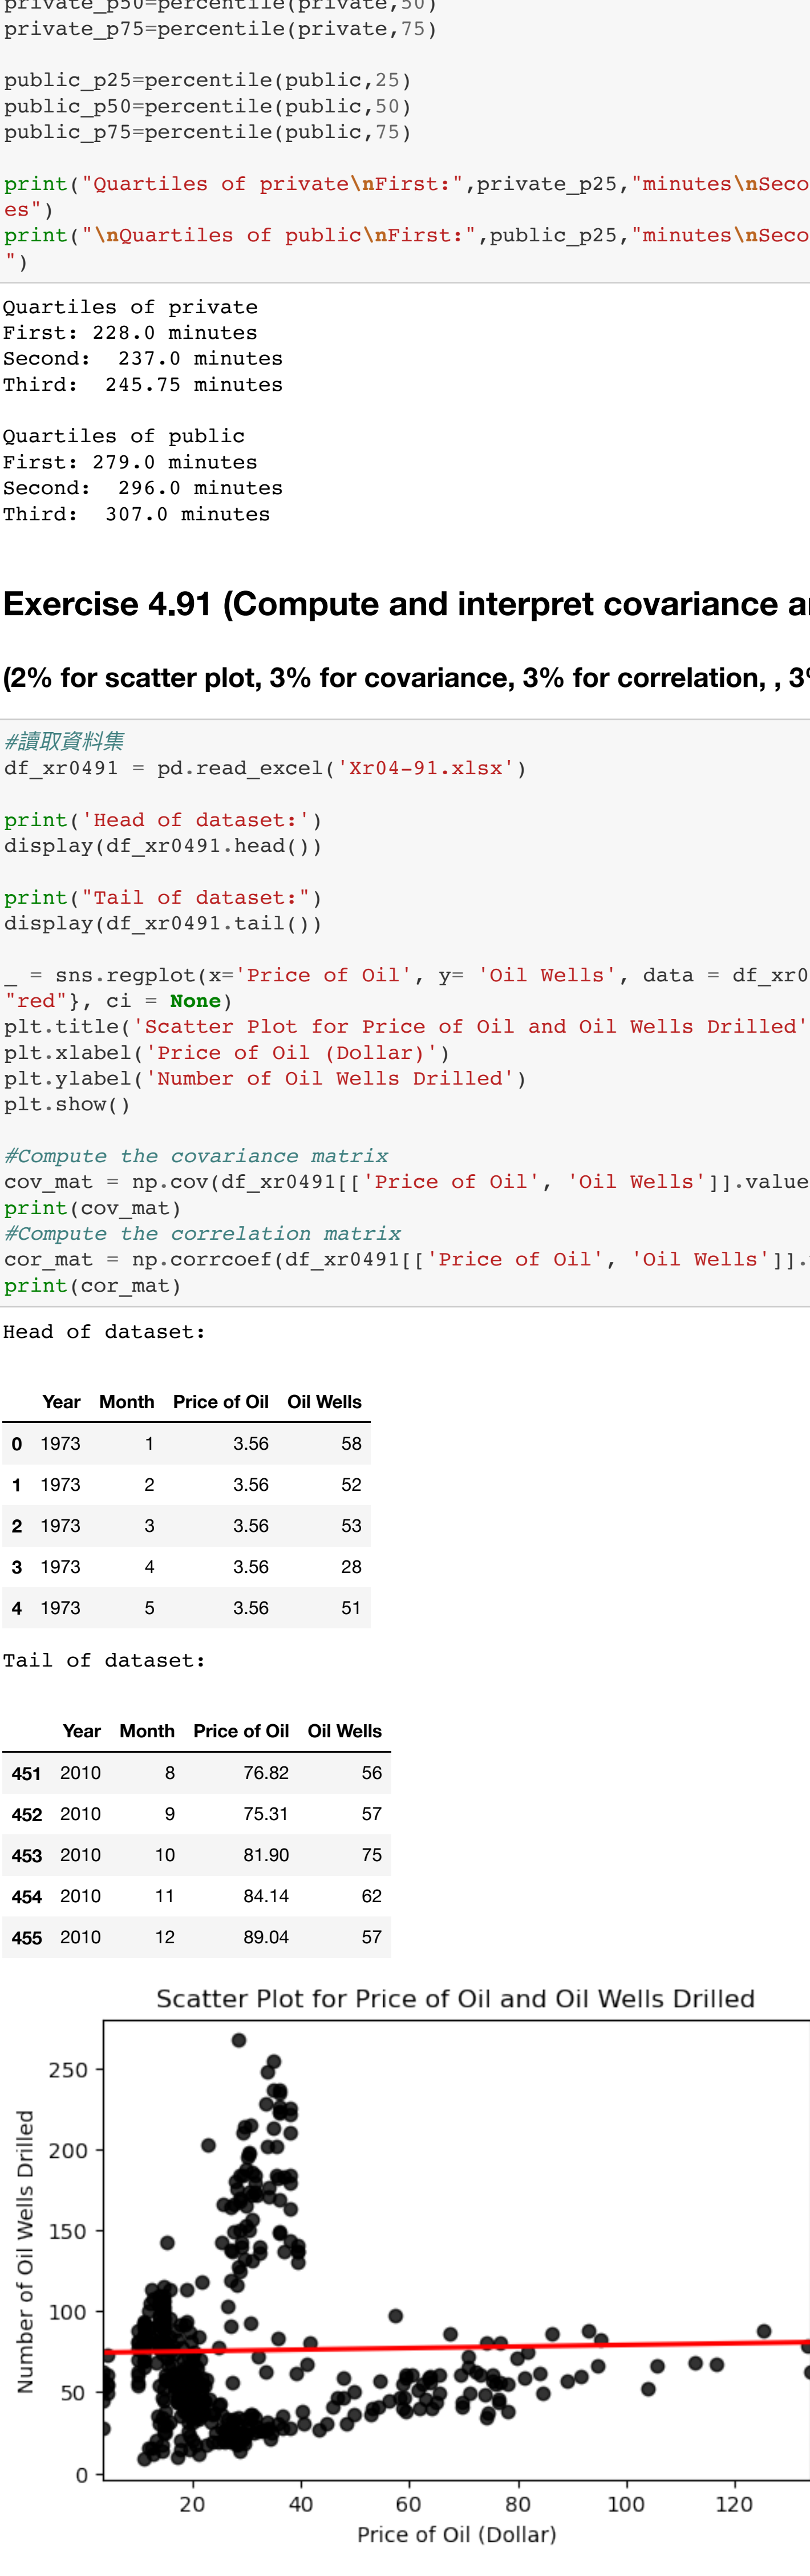 private_p50=percentile(private,50)
private_p75=percentile(private,75)
public_p25=percentile(public,25)
public_p50=percentile(public,50)
public_p75=percentile(public,75)
print("Quartiles of private\nFirst:",private_p25,"minutes\nSeco
es")
print("\nQuartiles of public\nFirst:",public_p25,"minutes\nSeco
")
Quartiles of private
First: 228.0 minutes
Second:  237.0 minutes
Third:  245.75 minutes
Quartiles of public
First: 279.0 minutes
Second:  296.0 minutes
Third:  307.0 minutes
Exercise 4.91 (Compute and interpret covariance a
(2% for scatter plot, 3% for covariance, 3% for correlation, , 3%
#讀取資料集
df_xr0491 = pd.read_excel('Xr04-91.xlsx')
print('Head of dataset:')
display(df_xr0491.head())
print("Tail of dataset:")
display(df_xr0491.tail())
_ = sns.regplot(x='Price of Oil', y= 'Oil Wells', data = df_xr0
"red"}, ci = None)
plt.title('Scatter Plot for Price of Oil and Oil Wells Drilled'
plt.xlabel('Price of Oil (Dollar)')
plt.ylabel('Number of Oil Wells Drilled')
plt.show()
#Compute the covariance matrix
cov_mat = np.cov(df_xr0491[['Price of Oil', 'Oil Wells']].value
print(cov_mat)
#Compute the correlation matrix
cor_mat = np.corrcoef(df_xr0491[['Price of Oil', 'Oil Wells']].
print(cor_mat)
Head of dataset:
Year Month Price of Oil Oil Wells
0 1973 1 3.56 58
1 1973 2 3.56 52
2 1973 3 3.56 53
3 1973 4 3.56 28
4 1973 5 3.56 51
Tail of dataset:
Year Month Price of Oil Oil Wells
451 2010 8 76.82 56
452 2010 9 75.31 57
453 2010 10 81.90 75
454 2010 11 84.14 62
455 2010 12 89.04 57
Scatter Plot for Price of Oil and Oil Wells Drilled
Number of Oil Wells Drilled
250
200
150
100
50
0
20 40 60 80 100 120
Price of Oil (Dollar)